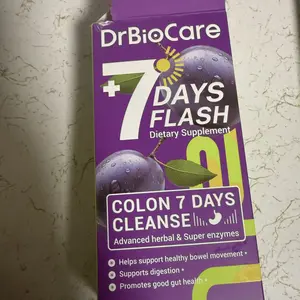 DrBioCare
+7
DAYS
FLASH
Dietary Supplement
COLON 7 DAYS
CLEANSE
Advanced herbal & Super enzymes
• Helps support healthy bowel movement •
• Supports digestion •
• Promotes good gut health •